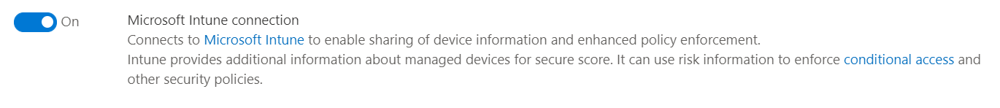 On
Microsoft Intune connection
Connects to Microsoft Intune to enable sharing of device information and enhanced policy enforcement.
Intune provides additional information about managed devices for secure score. It can use risk information to enforce conditional access and
other security policies.